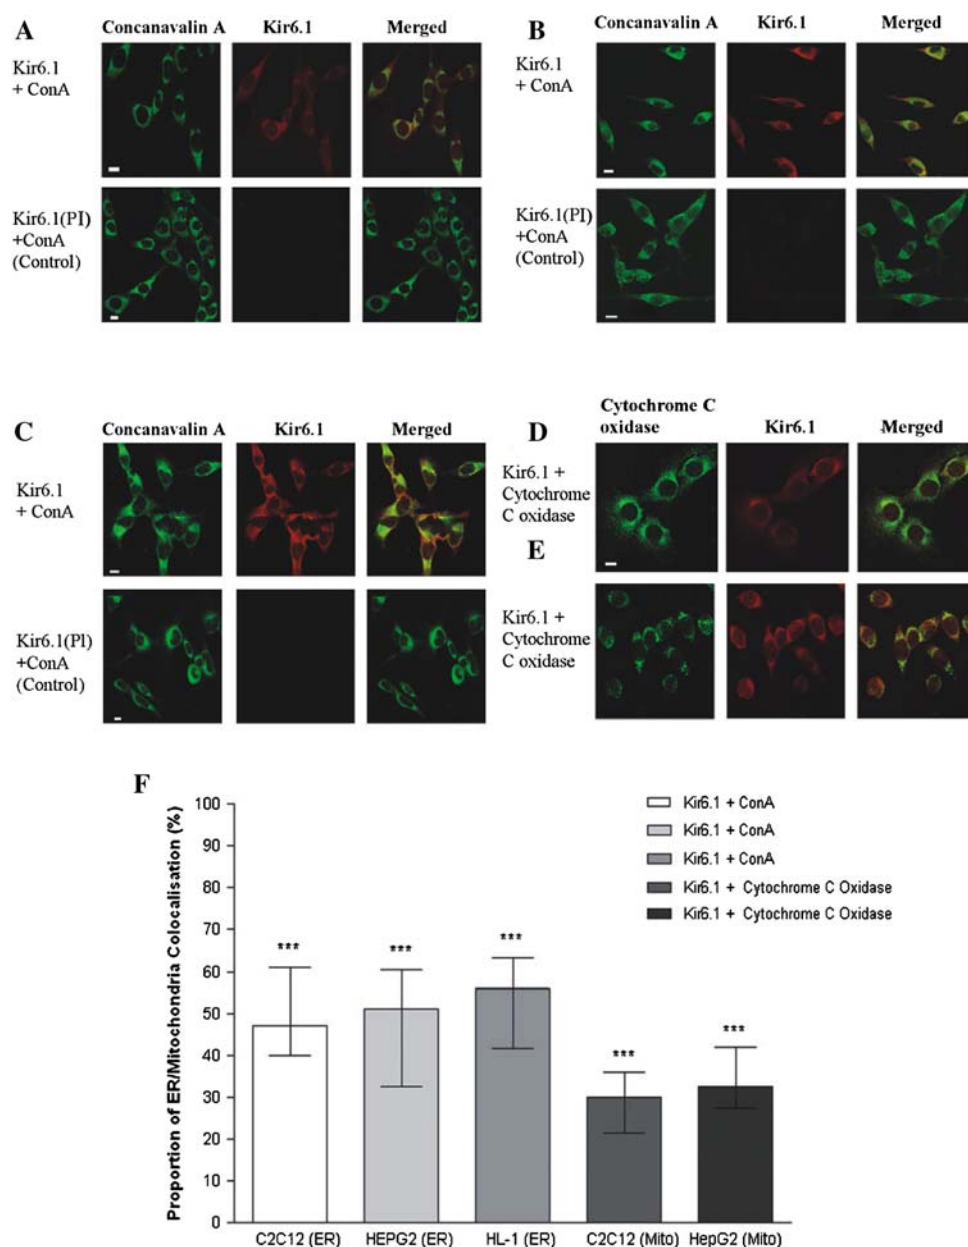 A
Concanavalin A Kir6.1 Merged
Kir6.1
+ ConA
Kir6.1(PI)
+ConA
(Control)
B
Concanavalin A Kir6.1 Merged
Kir6.1
+ ConA
Kir6.1(PI)
+ConA
(Control)
C
Concanavalin A Kir6.1 Merged
Kir6.1
+ ConA
Kir6.1(PI)
+ConA
(Control)
D
Cytochrome C
oxidase Kir6.1 Merged
Kir6.1 +
Cytochrome
C oxidase
E
Kir6.1 +
Cytochrome
C oxidase
F
Proportion of ER/Mitochondria Colocalisation (%)
100
90
80
70
60
50
40
30
20
10
0
*** *** *** *** ***
Kir6.1 + ConA
Kir6.1 + ConA
Kir6.1 + ConA
Kir6.1 + Cytochrome C Oxidase
Kir6.1 + Cytochrome C Oxidase
C2C12 (ER) HEPG2 (ER) HL-1 (ER) C2C12 (Mito) HepG2 (Mito)